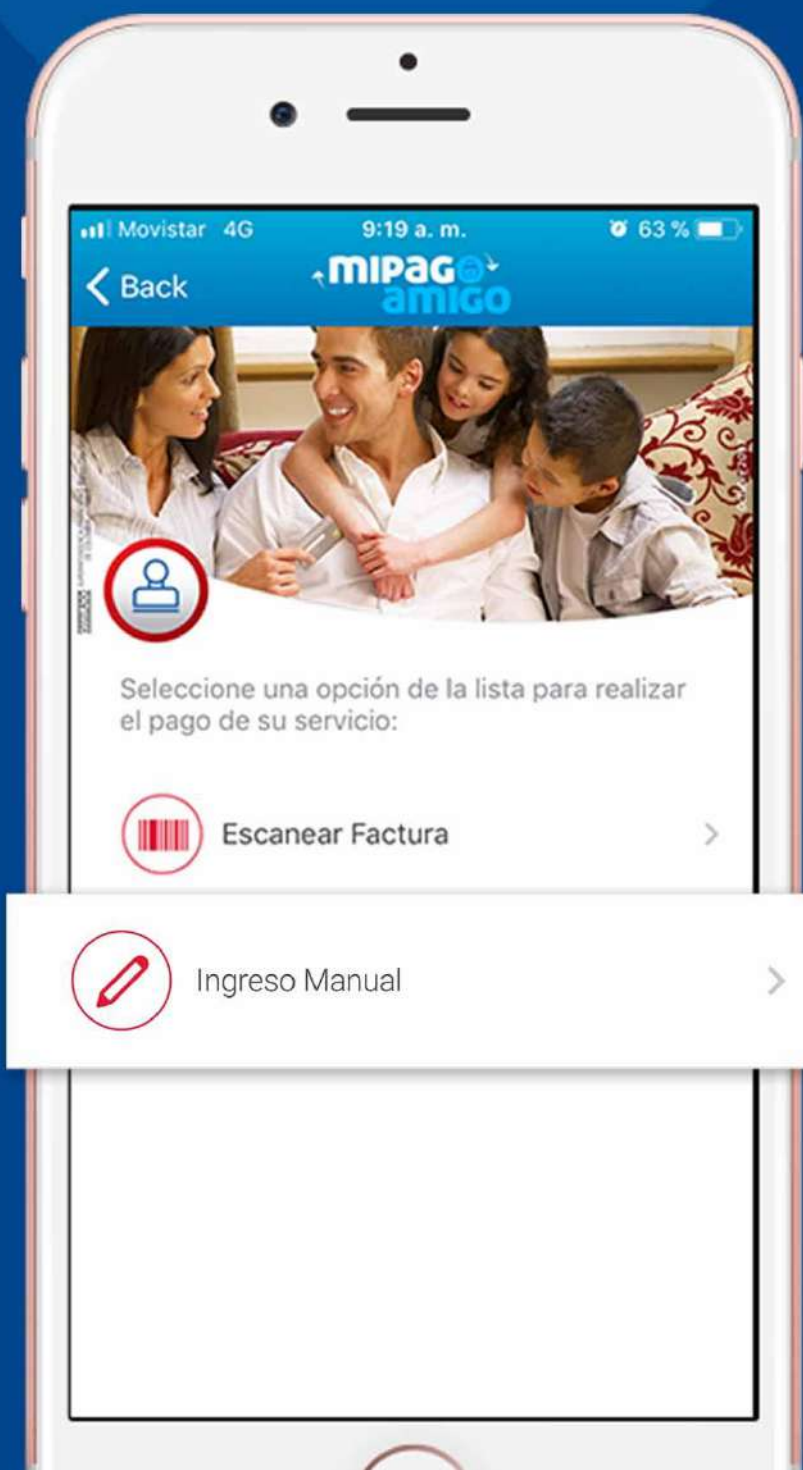 Movistar 4G 9:19 a. m. 63 %
Back
mipago
amigo
Seleccione una opción de la lista para realizar
el pago de su servicio:
Escanear Factura
Ingreso Manual